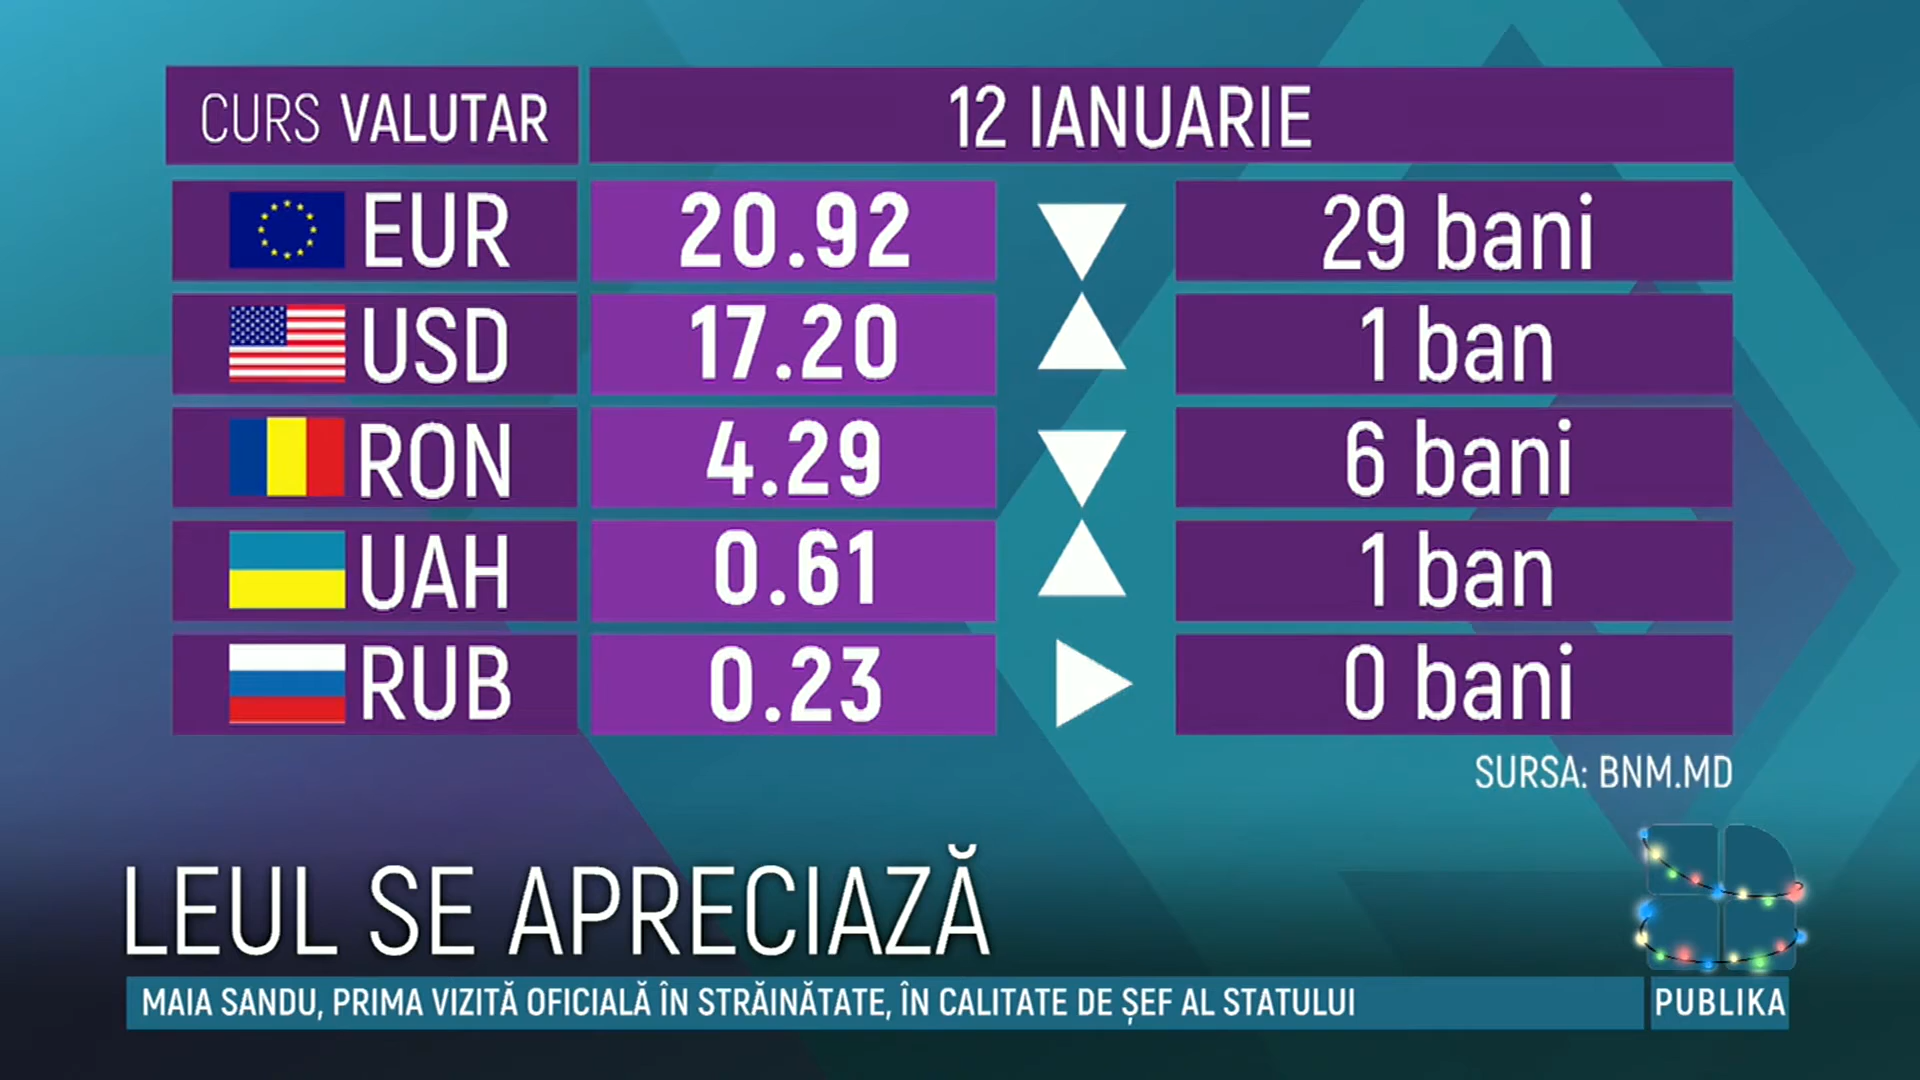 CURS VALUTAR 12 IANUARIE
EUR 20.92 29 bani
USD 17.20 1 ban
RON 4.29 6 bani
UAH 0.61 1 ban
RUB 0.23 0 bani
SURSA: BNM.MD
LEUL SE APRECIAZĂ
MAIA SANDU, PRIMA VIZITĂ OFICIALĂ ÎN STRĂINĂTATE, ÎN CALITATE DE ȘEF AL STATULUI
PUBLIKA